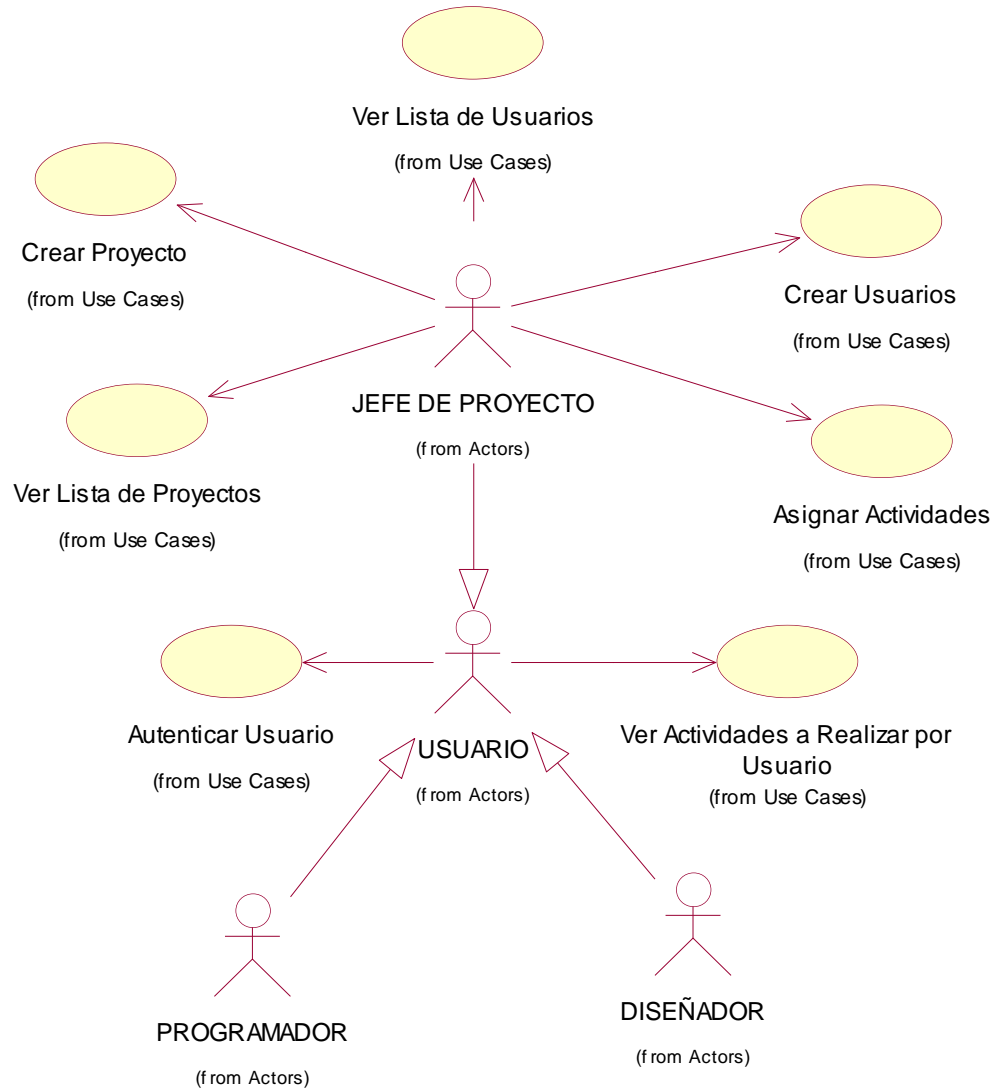 Ver Lista de Usuarios
(from Use Cases)
Crear Proyecto
(from Use Cases)
Crear Usuarios
(from Use Cases)
JEFE DE PROYECTO
(from Actors)
Ver Lista de Proyectos
(from Use Cases)
Asignar Actividades
(from Use Cases)
Autenticar Usuario
(from Use Cases)
USUARIO
(from Actors)
Ver Actividades a Realizar por
Usuario
(from Use Cases)
PROGRAMADOR
(from Actors)
DISEÑADOR
(from Actors)